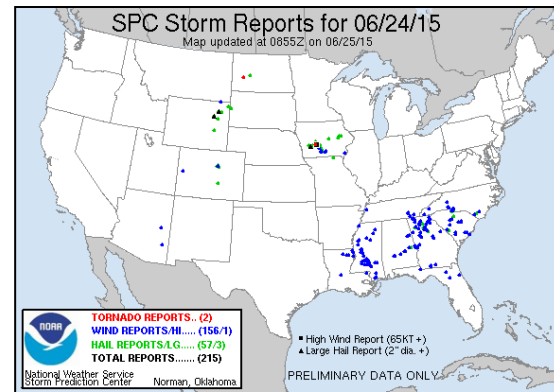 SPC Storm Reports for 06/24/15
Map updated at 0855Z on 06/25/15
NOAA
TORNADO REPORTS.. (2)
WIND REPORTS/HI..... (156/1)
HAIL REPORTS/LG..... (57/3)
TOTAL REPORTS....... (215)
National Weather Service
Storm Prediction Center Norman, Oklahoma
High Wind Report (65KT +)
Large Hail Report (2" dia. +)
PRELIMINARY DATA ONLY